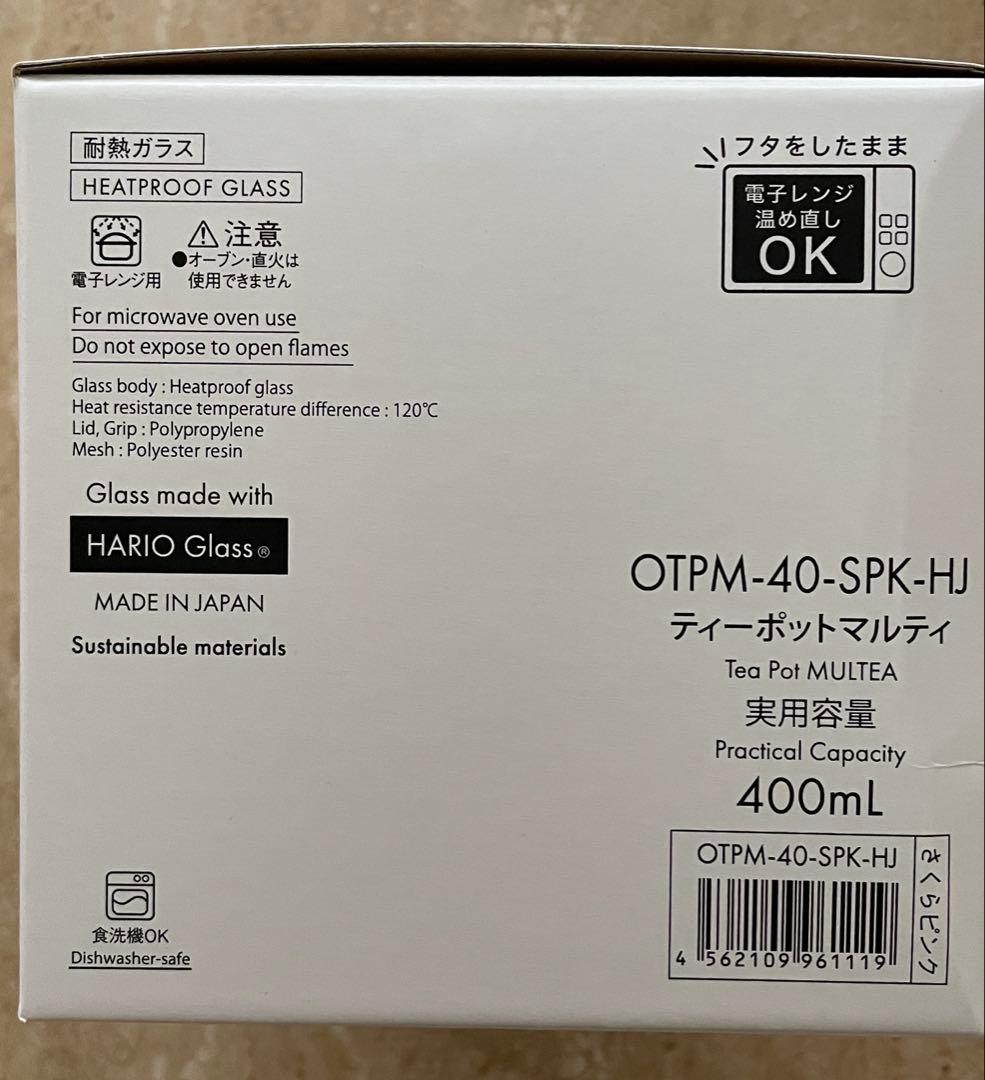 耐熱ガラス
HEATPROOF GLASS
電子レンジ用
注意
●オーブン・直火は
使用できません
For microwave oven use
Do not expose to open flames
Glass body : Heatproof glass
Heat resistance temperature difference : 120℃
Lid, Grip : Polypropylene
Mesh : Polyester resin
Glass made with
HARIO Glass®
MADE IN JAPAN
Sustainable materials
食洗機OK
Dishwasher-safe
フタをしたまま
電子レンジ
温め直し
OK
OTPM-40-SPK-HJ
ティーポットマルティ
Tea Pot MULTEA
実用容量
Practical Capacity
400mL
OTPM-40-SPK-HJ
4 562109 961119
さくらピンク